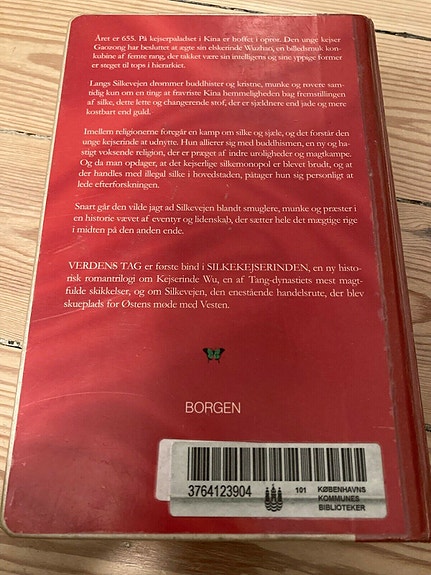 Året er 655. På kejserpaladset i Kina er hoffet i oprør. Den unge kejser
Gaozong har besluttet at ægte sin elskerinde Wuzhao, en billedsmuk kon-
kubine af femte rang, der takket være sin intelligens og sine yppige former
er steget til tops i hierarkiet.
Langs Silkevejen drømmer buddhister og kristne, munke og røvere sam-
tidig kun om en ting at fravriste Kina hemmeligheden bag fremstillingen
af silke, dette lette og changerende stof, der er sjældnere end jade og mere
kostbart end guld.
Imellem religionerne foregår en kamp om silke og sjæle, og det forstår den
unge kejserinde at udnytte. Hun allierer sig med buddhismen, en ny og ha-
stigt voksende religion, der er præget af indre uroligheder og magtkampe.
Og da man opdager, at det kejserlige silkemonopol er blevet brudt, og at
der handles med illegal silke i hovedstaden, påtager hun sig personligt at
lede efterforskningen.
Snart går den vilde jagt ad Silkevejen blandt smuglere, munke og præster i
en historie vævet af eventyr og lidenskab, der sætter hele det mægtige rige
i midten på den anden ende.
VERDENS TAG er første bind i SILKEKEJSERINDEN, en ny histo-
risk romantrilogi om Kejserinde Wu, en af Tang-dynastiets mest magt-
fulde skikkelser, og om Silkevejen, den enestående handelsrute, der blev
skueplads for Østens møde med Vesten.
BORGEN
3764123904
101
KØBENHAVNS
KOMMUNES
BIBLIOTEKER